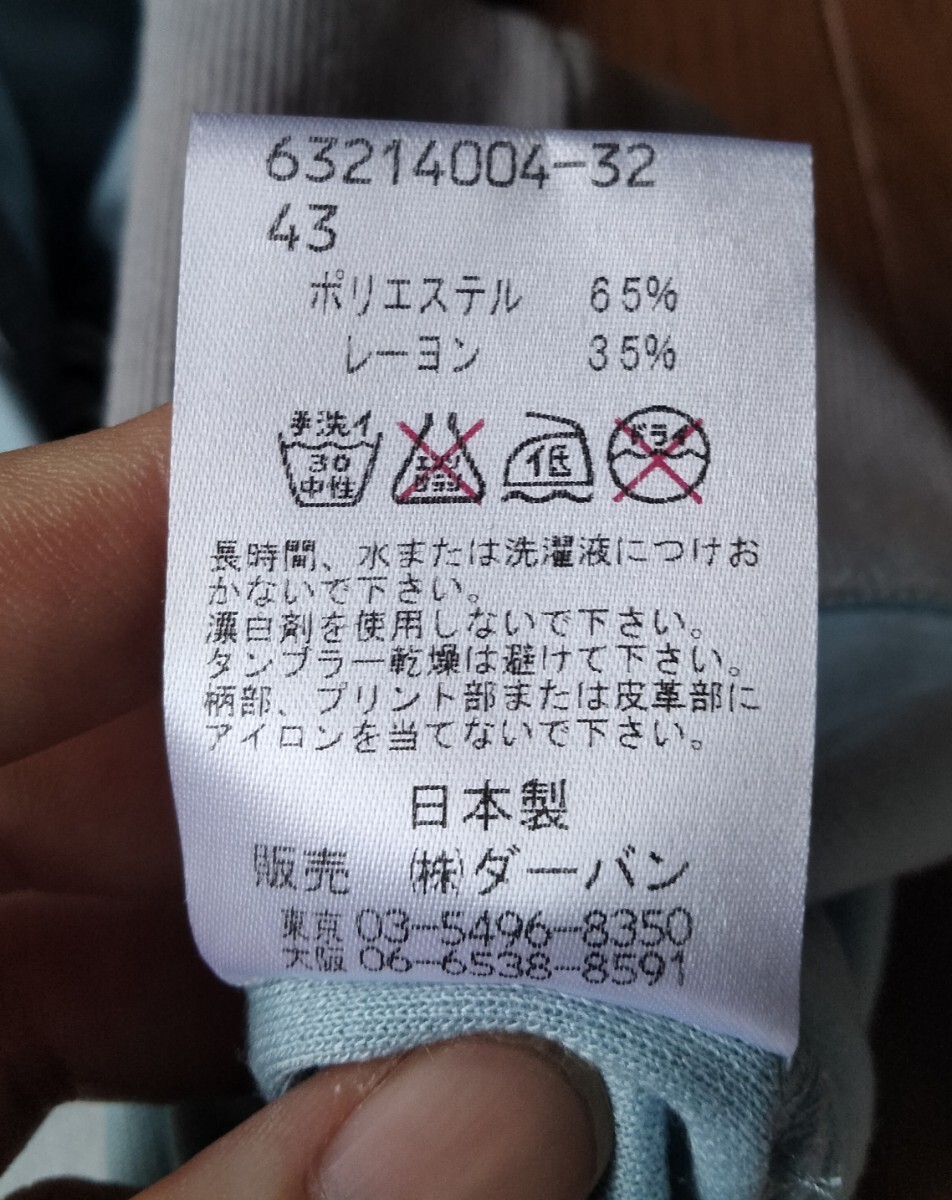 63214004-32
43
ポリエステル 65%
レーヨン 35%
手洗イ
30
中性
エンソ
サラシ
低
ドライ
長時間、水または洗濯液につけお
かないで下さい。
漂白剤を使用しないで下さい。
タンブラー乾燥は避けて下さい。
柄部、プリント部または皮革部に
アイロンを当てないで下さい。
日本製
販売 ㈱ダーバン
東京 03-5496-8350
大阪 06-6538-8591